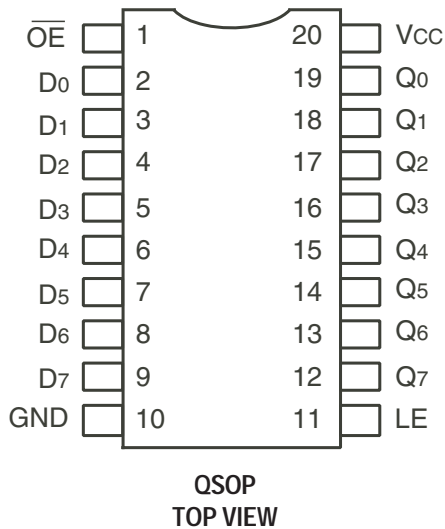 O̅E̅ 1 20 VCC
D0 2 19 Q0
D1 3 18 Q1
D2 4 17 Q2
D3 5 16 Q3
D4 6 15 Q4
D5 7 14 Q5
D6 8 13 Q6
D7 9 12 Q7
GND 10 11 LE
QSOP
TOP VIEW